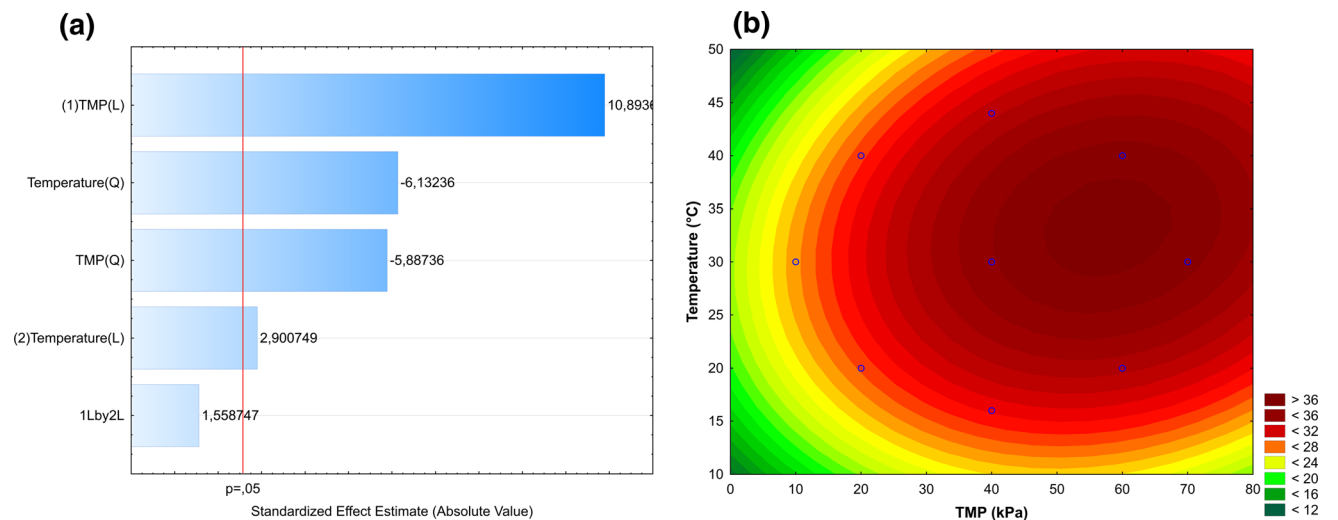 (a)
(1)TMP(L)
10,8936
Temperature(Q)
-6,13236
TMP(Q)
-5,88736
(2)Temperature(L)
2,900749
1Lby2L
1,558747
p=,05
Standardized Effect Estimate (Absolute Value)
(b)
50
45
40
35
30
25
20
15
10
Temperature (°C)
0 10 20 30 40 50 60 70 80
TMP (kPa)
> 36
< 36
< 32
< 28
< 24
< 20
< 16
< 12